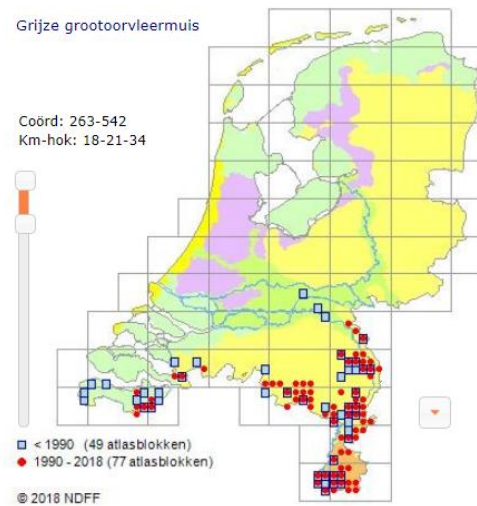 Grijze grootoorvleermuis
Coörd: 263-542
Km-hok: 18-21-34
< 1990 (49 atlasblokken)
1990 - 2018 (77 atlasblokken)
© 2018 NDFF